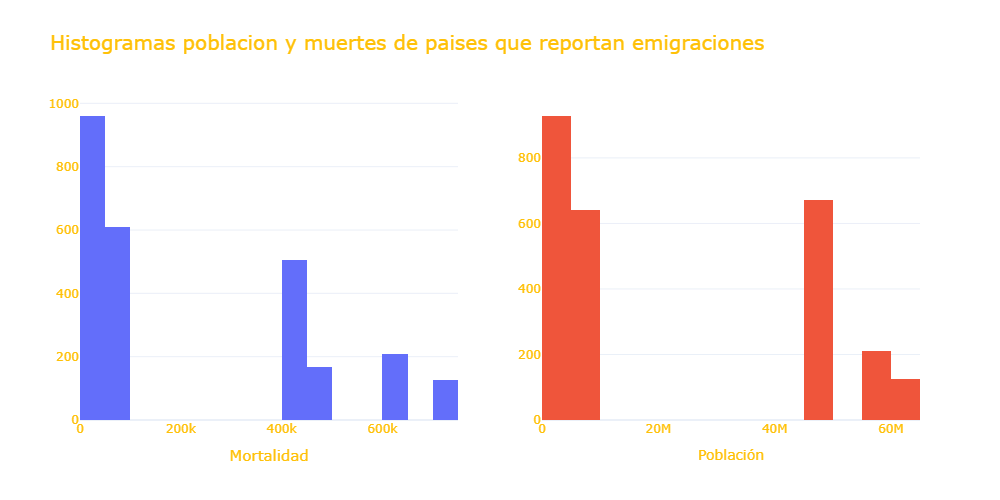 Histogramas poblacion y muertes de paises que reportan emigraciones
1000
800
600
400
200
0
0 200k 400k 600k
Mortalidad
800
600
400
200
0
0 20M 40M 60M
Población